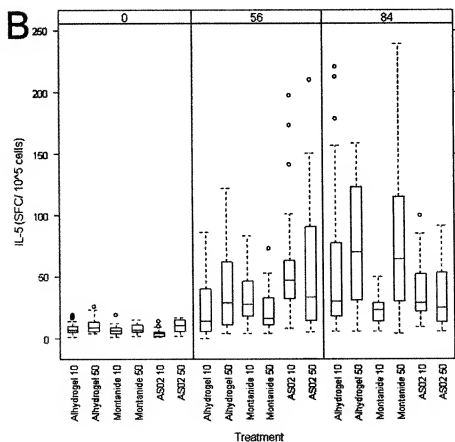 B
0 56 84
IL-5 (SFC/ 10^5 cells)
250
200
150
100
50
0
Alhydrogel 10
Alhydrogel 50
Montanide 10
Montanide 50
AS02 10
AS02 50
Alhydrogel 10
Alhydrogel 50
Montanide 10
Montanide 50
AS02 10
AS02 50
Alhydrogel 10
Alhydrogel 50
Montanide 10
Montanide 50
AS02 10
AS02 50
Treatment